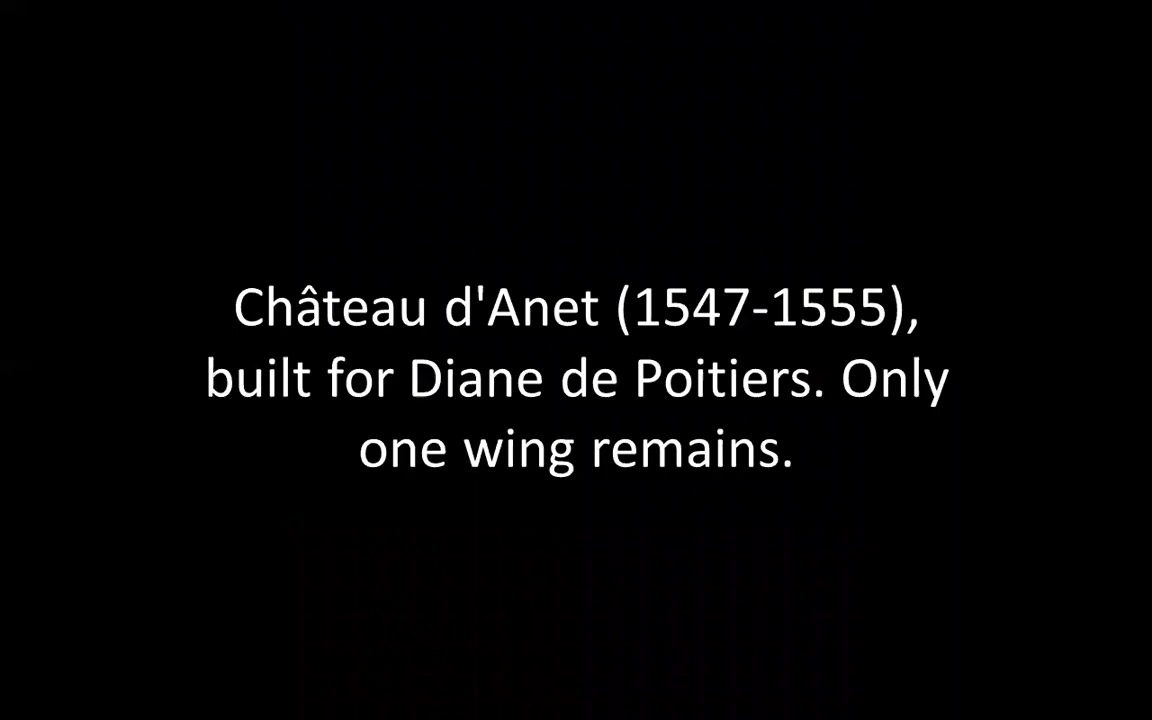 Château d'Anet (1547-1555),
built for Diane de Poitiers. Only
one wing remains.